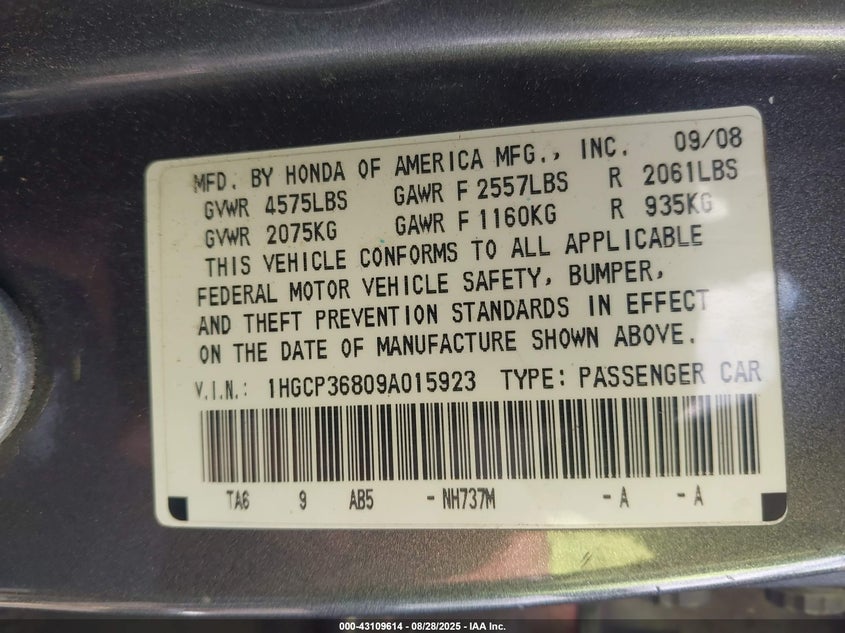 MFD. BY HONDA OF AMERICA MFG., INC. 09/08
GVWR 4575LBS GAWR F 2557LBS R 2061LBS
GVWR 2075KG GAWR F 1160KG R 935KG
THIS VEHICLE CONFORMS TO ALL APPLICABLE
FEDERAL MOTOR VEHICLE SAFETY, BUMPER,
AND THEFT PREVENTION STANDARDS IN EFFECT
ON THE DATE OF MANUFACTURE SHOWN ABOVE.
V.I.N.: 1HGCP36809A015923 TYPE: PASSENGER CAR
TA6 9 AB5 -NH737M -A -A
000-43109614 - 08/28/2025 - IAA Inc.